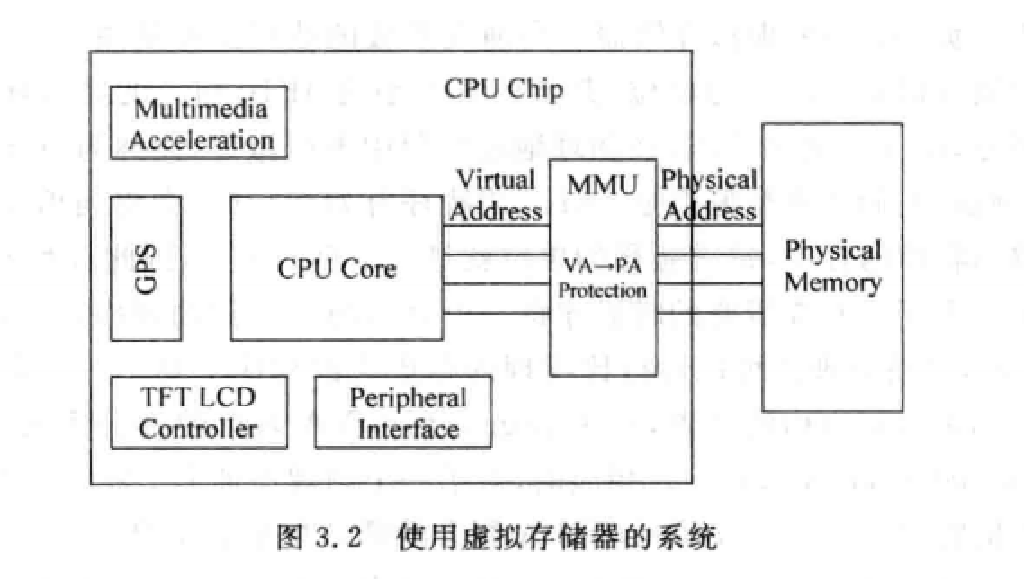 CPU Chip
Multimedia
Acceleration
GPS
CPU Core
Virtual
Address
MMU
VA→PA
Protection
Physical
Address
Physical
Memory
TFT LCD
Controller
Peripheral
Interface
图 3.2 使用虚拟存储器的系统